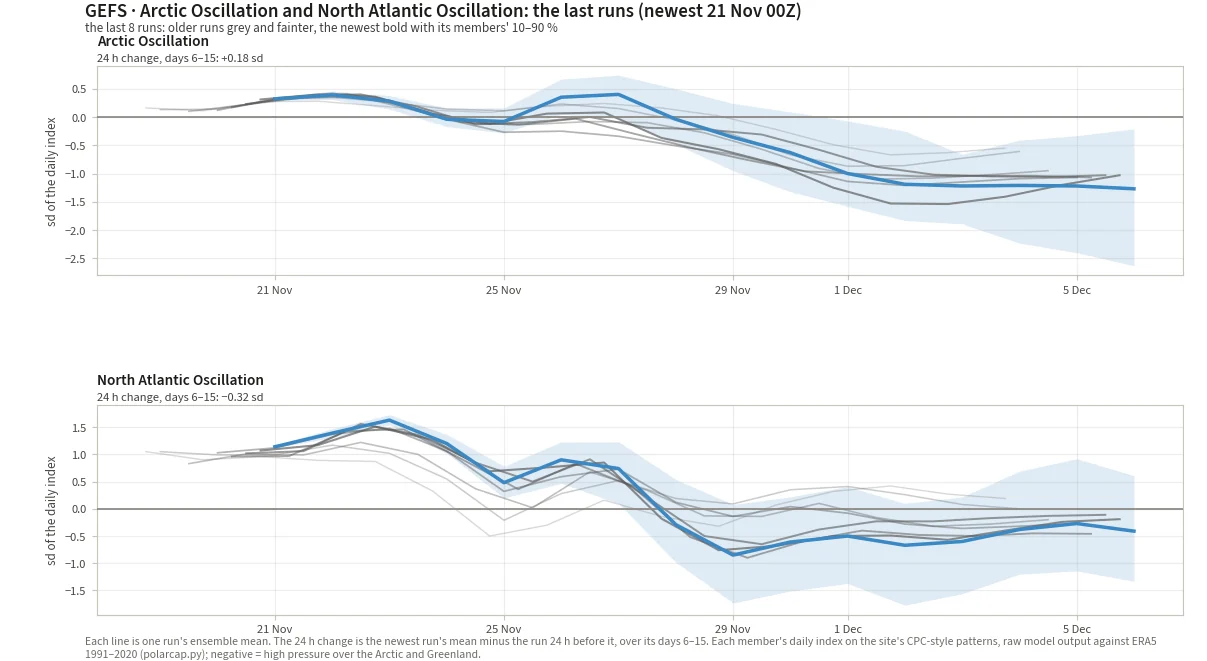 GEFS · Arctic Oscillation and North Atlantic Oscillation: the last runs (newest 21 Nov 00Z)
the last 8 runs: older runs grey and fainter, the newest bold with its members' 10–90 %
Arctic Oscillation
24 h change, days 6–15: +0.18 sd
sd of the daily index
0.5
0.0
−0.5
−1.0
−1.5
−2.0
−2.5
21 Nov 25 Nov 29 Nov 1 Dec 5 Dec
North Atlantic Oscillation
24 h change, days 6–15: −0.32 sd
sd of the daily index
1.5
1.0
0.5
0.0
−0.5
−1.0
−1.5
21 Nov 25 Nov 29 Nov 1 Dec 5 Dec
Each line is one run's ensemble mean. The 24 h change is the newest run's mean minus the run 24 h before it, over its days 6–15. Each member's daily index on the site's CPC-style patterns, raw model output against ERA5
1991–2020 (polarcap.py); negative = high pressure over the Arctic and Greenland.